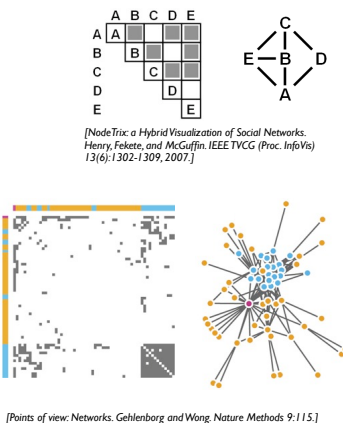 A B C D E
A A
B B
C C
D D
E E
C
E B D
A
[NodeTrix: a Hybrid Visualization of Social Networks.
Henry, Fekete, and McGuffin. IEEE TVCG (Proc. InfoVis)
13(6):1302-1309, 2007.]
[Points of view: Networks. Gehlenborg and Wong. Nature Methods 9:115.]